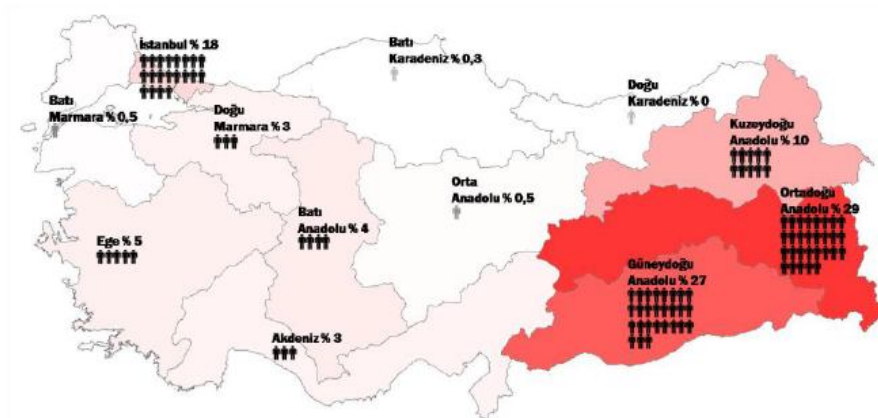 İstanbul % 18
Batı
Karadeniz % 0,3
Batı
Marmara % 0,5
Doğu
Marmara % 3
Doğu
Karadeniz % 0
Kuzeydoğu
Anadolu % 10
Orta
Anadolu % 0,5
Ortadoğu
Anadolu % 29
Ege % 5
Batı
Anadolu % 4
Güneydoğu
Anadolu % 27
Akdeniz % 3